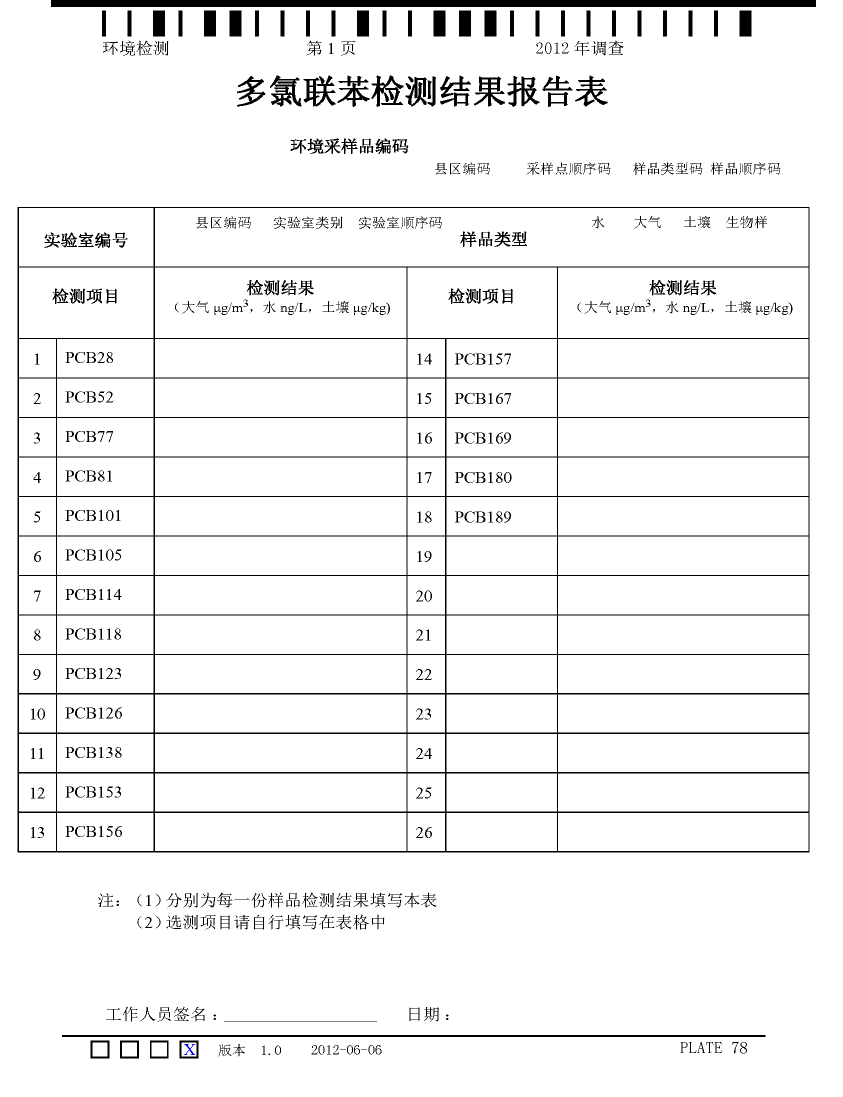 环境检测 第 1 页 2012 年调查
多氯联苯检测结果报告表
环境采样品编码
县区编码 采样点顺序码 样品类型码 样品顺序码
实验室编号 县区编码 实验室类别 实验室顺序码 样品类型 水 大气 土壤 生物样
检测项目 检测结果 检测项目 检测结果
（大气 μg/m³，水 ng/L，土壤 μg/kg) （大气 μg/m³，水 ng/L，土壤 μg/kg)
1 PCB28 14 PCB157
2 PCB52 15 PCB167
3 PCB77 16 PCB169
4 PCB81 17 PCB180
5 PCB101 18 PCB189
6 PCB105 19
7 PCB114 20
8 PCB118 21
9 PCB123 22
10 PCB126 23
11 PCB138 24
12 PCB153 25
13 PCB156 26
注：（1）分别为每一份样品检测结果填写本表
（2）选测项目请自行填写在表格中
工作人员签名：__________________ 日期：
X 版本 1.0 2012-06-06 PLATE 78